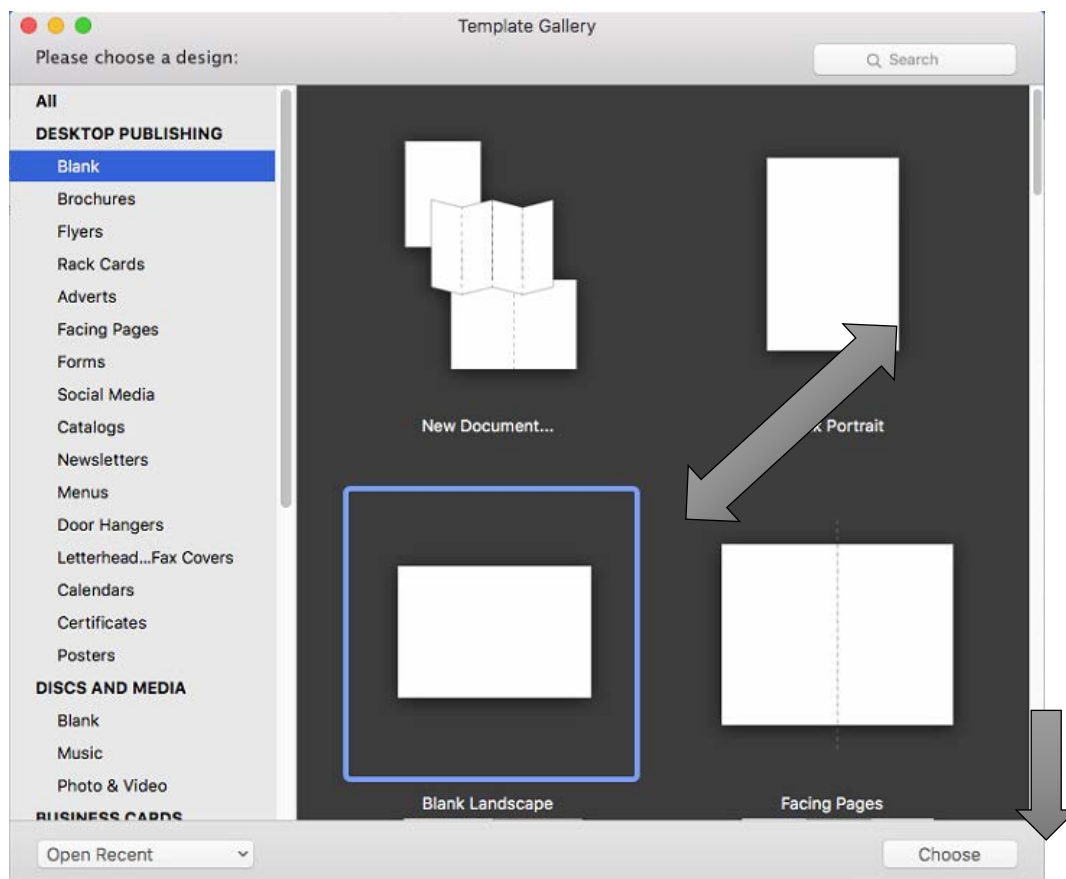 Template Gallery
Please choose a design:
Search
All
DESKTOP PUBLISHING
Blank
Brochures
Flyers
Rack Cards
Adverts
Facing Pages
Forms
Social Media
Catalogs
Newsletters
Menus
Door Hangers
Letterhead...Fax Covers
Calendars
Certificates
Posters
DISCS AND MEDIA
Blank
Music
Photo & Video
BUSINESS CARDS
New Document...
Portrait
Blank Landscape
Facing Pages
Open Recent
Choose